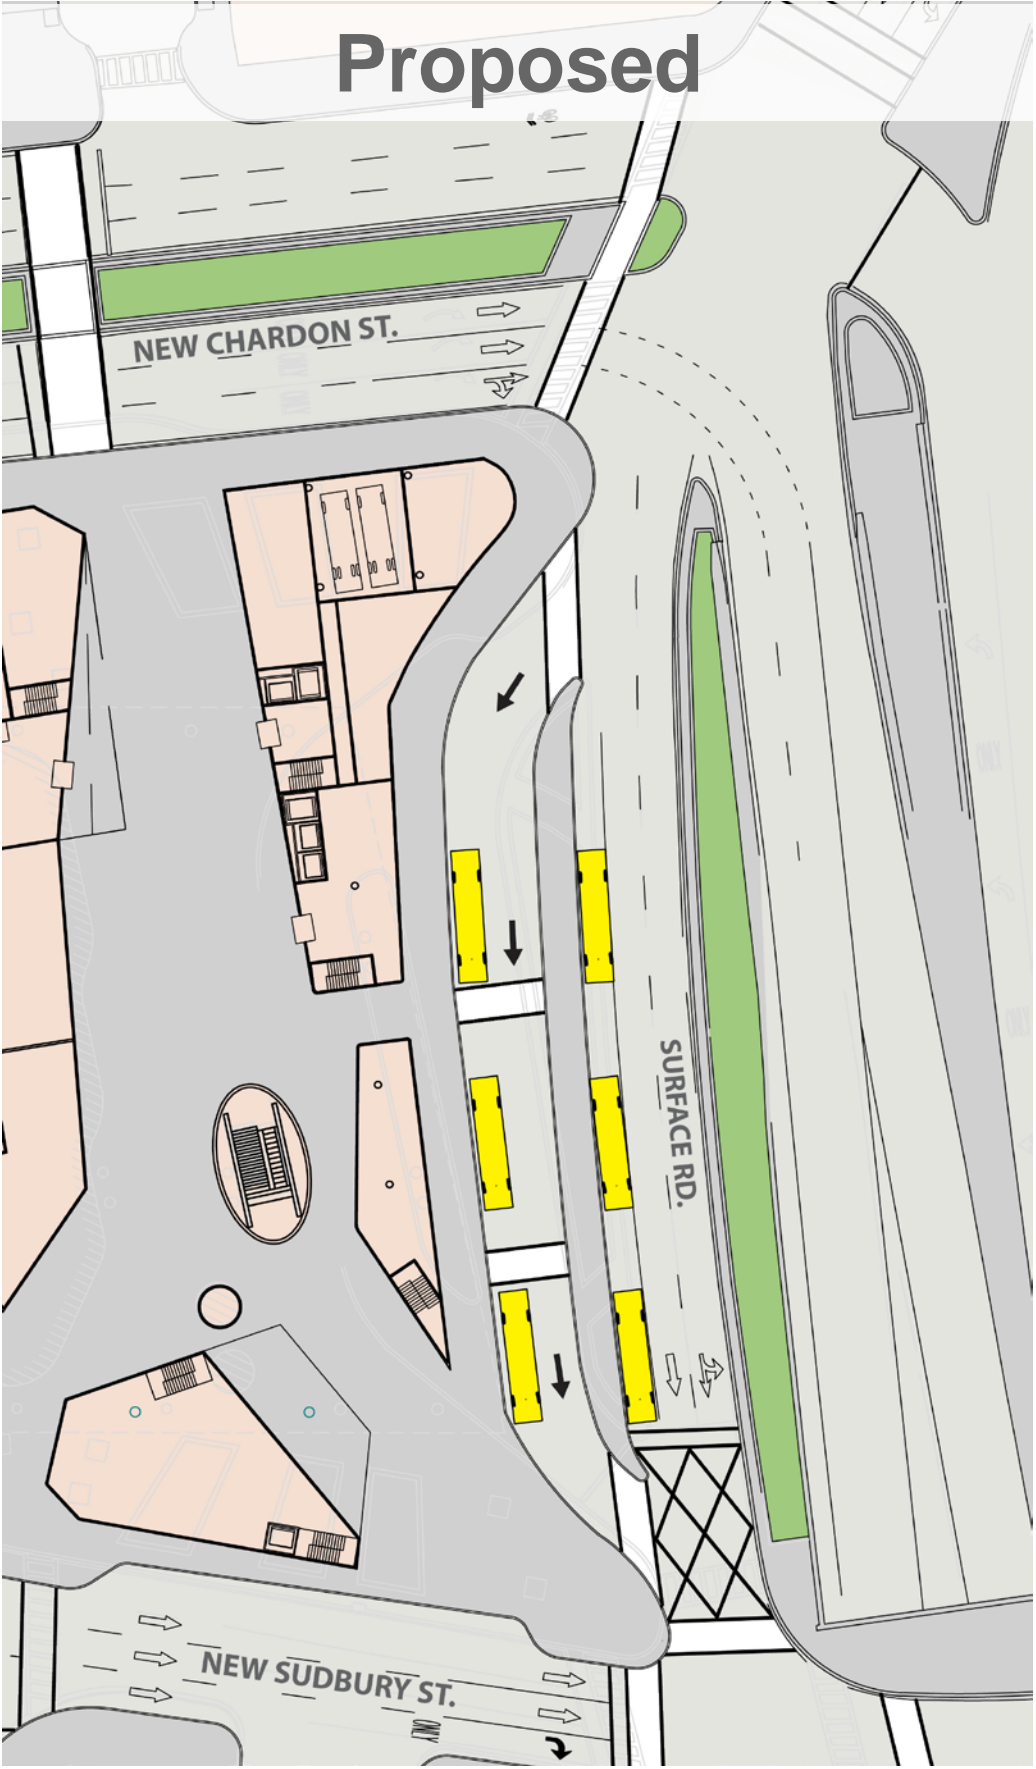 Proposed
NEW CHARDON ST.
SURFACE RD.
NEW SUDBURY ST.
ONLY